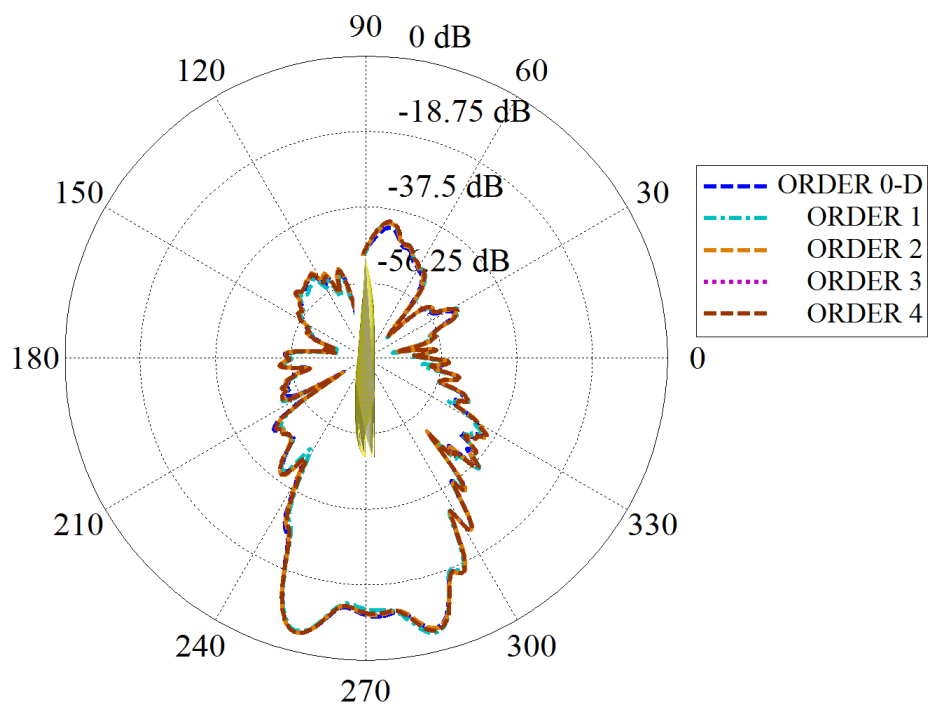 90
0 dB
120
60
-18.75 dB
150
-37.5 dB
30
-56.25 dB
180
0
210
330
240
300
270
ORDER 0-D
ORDER 1
ORDER 2
ORDER 3
ORDER 4